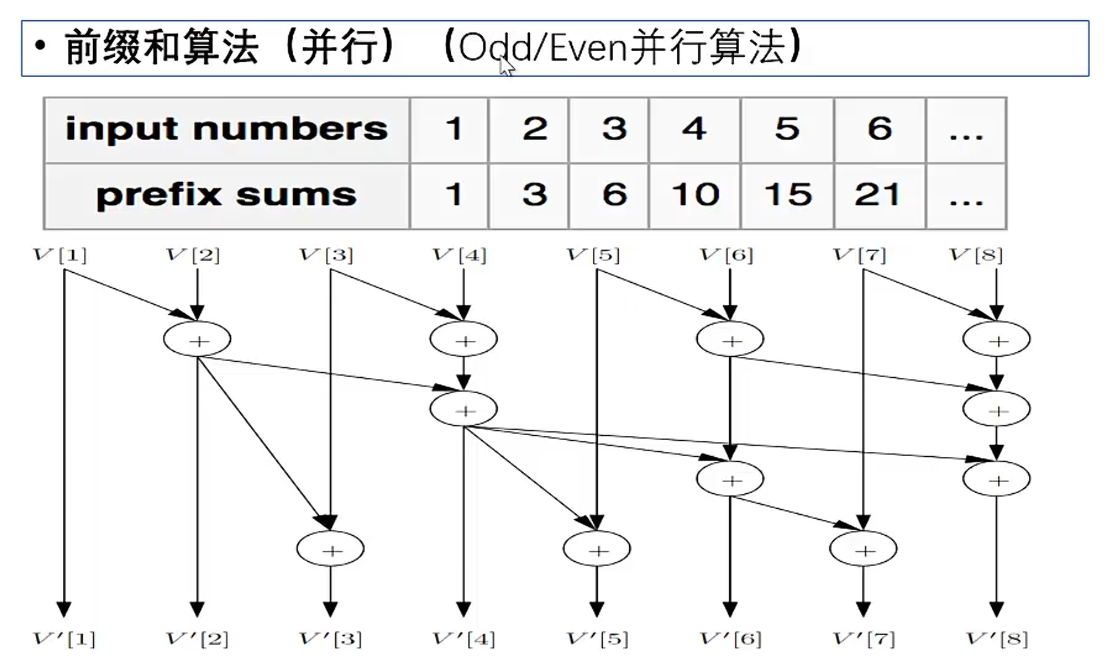 • 前缀和算法（并行）（Odd/Even并行算法）
input numbers 1 2 3 4 5 6 ...
prefix sums 1 3 6 10 15 21 ...
V[1] V[2] V[3] V[4] V[5] V[6] V[7] V[8]
+ + + +
+ +
+ +
+ + +
V'[1] V'[2] V'[3] V'[4] V'[5] V'[6] V'[7] V'[8]